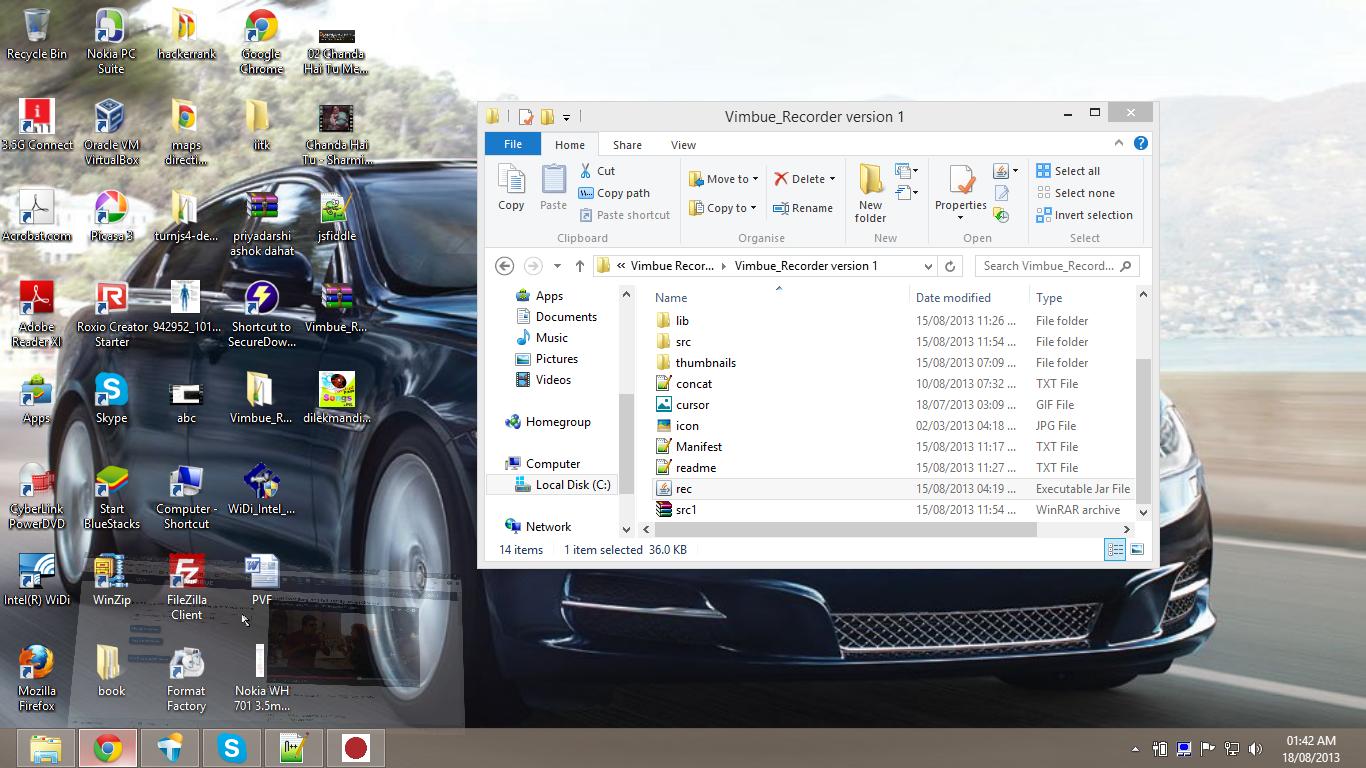 Recycle Bin
Nokia PC
Suite
hackerrank
Google
Chrome
02 Chanda
Hai Tu Me...
3.5G Connect
Oracle VM
VirtualBox
maps
directi...
iitk
Chanda Hai
Tu - Sharmi...
Acrobat.com
Picasa 3
turnjs4-de...
priyadarshi
ashok dahat
jsfiddle
Adobe
Reader XI
Roxio Creator
Starter
942952_101...
Shortcut to
SecureDow...
Vimbue_R...
Apps
Skype
abc
Vimbue_R...
Songs
dilekmandi...
CyberLink
PowerDVD
Start
BlueStacks
Computer -
Shortcut
WiDi_Intel_...
Intel(R) WiDi
WinZip
FileZilla
Client
PVF
Mozilla
Firefox
book
Format
Factory
Nokia WH
701 3.5m...
Vimbue_Recorder version 1
File
Home
Share
View
Copy
Paste
Cut
Copy path
Paste shortcut
Clipboard
Move to
Copy to
Delete
Rename
Organise
New
folder
New
Properties
Open
Select all
Select none
Invert selection
Select
« Vimbue Recor...
Vimbue_Recorder version 1
Search Vimbue_Record...
Apps
Documents
Music
Pictures
Videos
Homegroup
Computer
Local Disk (C:)
Network
Name Date modified Type
lib 15/08/2013 11:26 ... File folder
src 15/08/2013 11:54 ... File folder
thumbnails 15/08/2013 07:09 ... File folder
concat 10/08/2013 07:32 ... TXT File
cursor 18/07/2013 03:09 ... GIF File
icon 02/03/2013 04:18 ... JPG File
Manifest 15/08/2013 11:17 ... TXT File
readme 15/08/2013 11:27 ... TXT File
rec 15/08/2013 04:19 ... Executable Jar File
src1 15/08/2013 11:54 ... WinRAR archive
14 items 1 item selected 36.0 KB
01:42 AM
18/08/2013